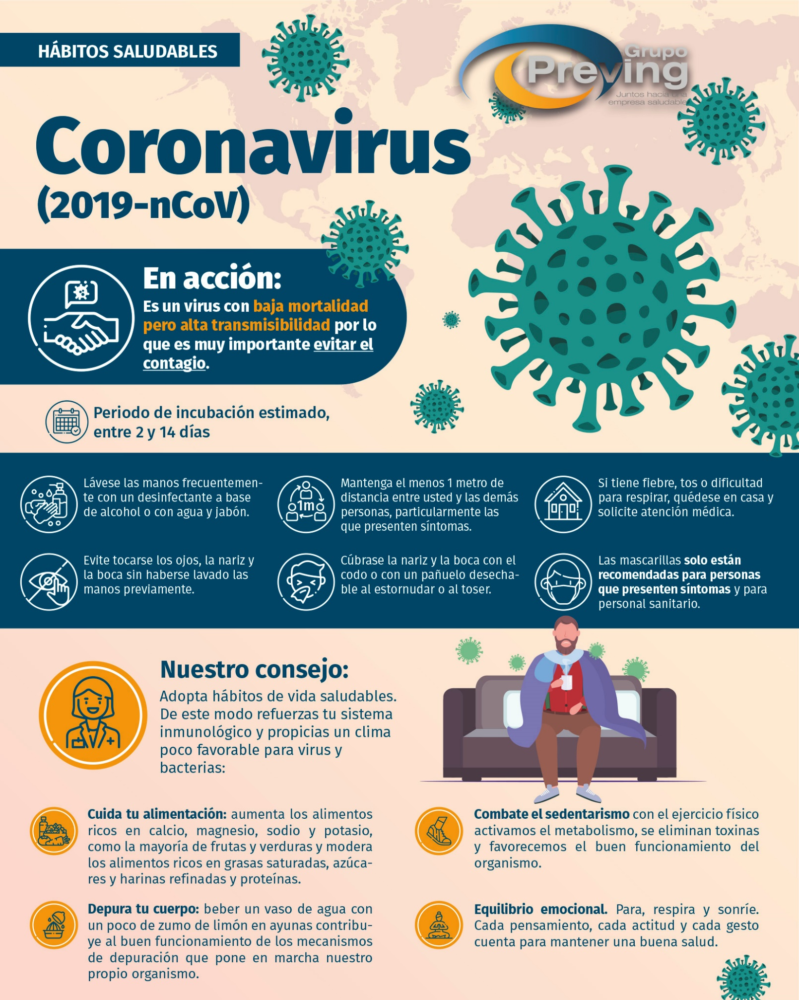 HÁBITOS SALUDABLES
Grupo
Preving
Juntos hacia una
empresa saludable
Coronavirus
(2019-nCoV)
En acción:
Es un virus con baja mortalidad
pero alta transmisibilidad por lo
que es muy importante evitar el
contagio.
Periodo de incubación estimado,
entre 2 y 14 días
Lávese las manos frecuentemen-
te con un desinfectante a base
de alcohol o con agua y jabón.
1m
Mantenga el menos 1 metro de
distancia entre usted y las demás
personas, particularmente las
que presenten síntomas.
Si tiene fiebre, tos o dificultad
para respirar, quédese en casa y
solicite atención médica.
Evite tocarse los ojos, la nariz y
la boca sin haberse lavado las
manos previamente.
Cúbrase la nariz y la boca con el
codo o con un pañuelo desecha-
ble al estornudar o al toser.
Las mascarillas solo están
recomendadas para personas
que presenten síntomas y para
personal sanitario.
Nuestro consejo:
Adopta hábitos de vida saludables.
De este modo refuerzas tu sistema
inmunológico y propicias un clima
poco favorable para virus y
bacterias:
Cuida tu alimentación: aumenta los alimentos
ricos en calcio, magnesio, sodio y potasio,
como la mayoría de frutas y verduras y modera
los alimentos ricos en grasas saturadas, azúca-
res y harinas refinadas y proteínas.
Combate el sedentarismo con el ejercicio físico
activamos el metabolismo, se eliminan toxinas
y favorecemos el buen funcionamiento del
organismo.
Depura tu cuerpo: beber un vaso de agua con
un poco de zumo de limón en ayunas contribu-
ye al buen funcionamiento de los mecanismos
de depuración que pone en marcha nuestro
propio organismo.
Equilibrio emocional. Para, respira y sonríe.
Cada pensamiento, cada actitud y cada gesto
cuenta para mantener una buena salud.